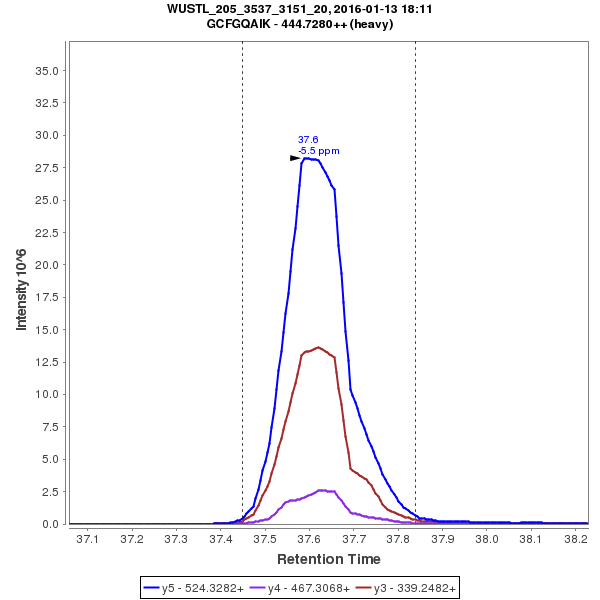 WUSTL_205_3537_3151_20, 2016-01-13 18:11
GCFGQAIK - 444.7280++ (heavy)
Intensity 10^6
35.0
32.5
30.0
27.5
25.0
22.5
20.0
17.5
15.0
12.5
10.0
7.5
5.0
2.5
0.0
37.6
-5.5 ppm
37.1 37.2 37.3 37.4 37.5 37.6 37.7 37.8 37.9 38.0 38.1 38.2
Retention Time
y5 - 524.3282+ y4 - 467.3068+ y3 - 339.2482+